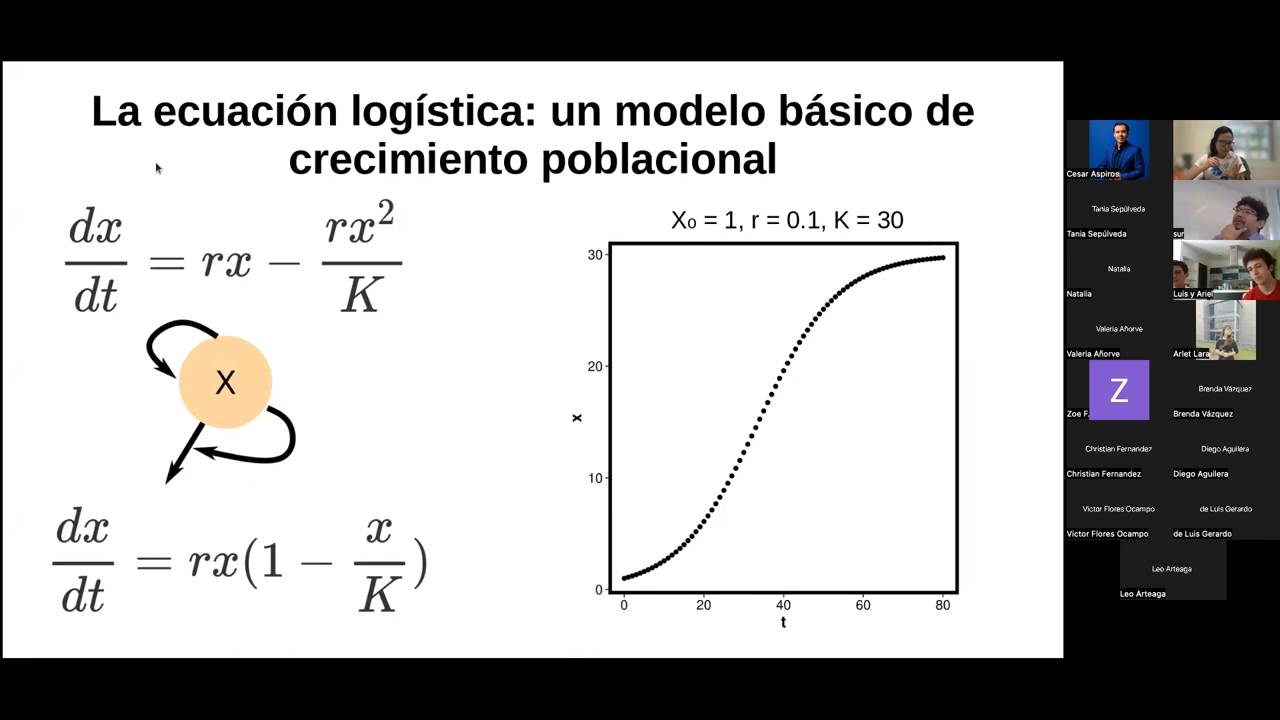 La ecuación logística: un modelo básico de
crecimiento poblacional
dx/dt = rx − rx²/K
X
dx/dt = rx(1 − x/K)
X₀ = 1, r = 0.1, K = 30
30
20
10
0
x
0 20 40 60 80
t
Cesar Aspiros
Tania Sepúlveda
Tania Sepúlveda
sur
Natalia
Natalia
Luis y Ariel
Valeria Añorve
Valeria Añorve
Arlet Lara
Z
Zoe F.
Brenda Vázquez
Brenda Vázquez
Christian Fernandez
Christian Fernandez
Diego Aguilera
Diego Aguilera
Victor Flores Ocampo
Victor Flores Ocampo
de Luis Gerardo
de Luis Gerardo
Leo Arteaga
Leo Arteaga